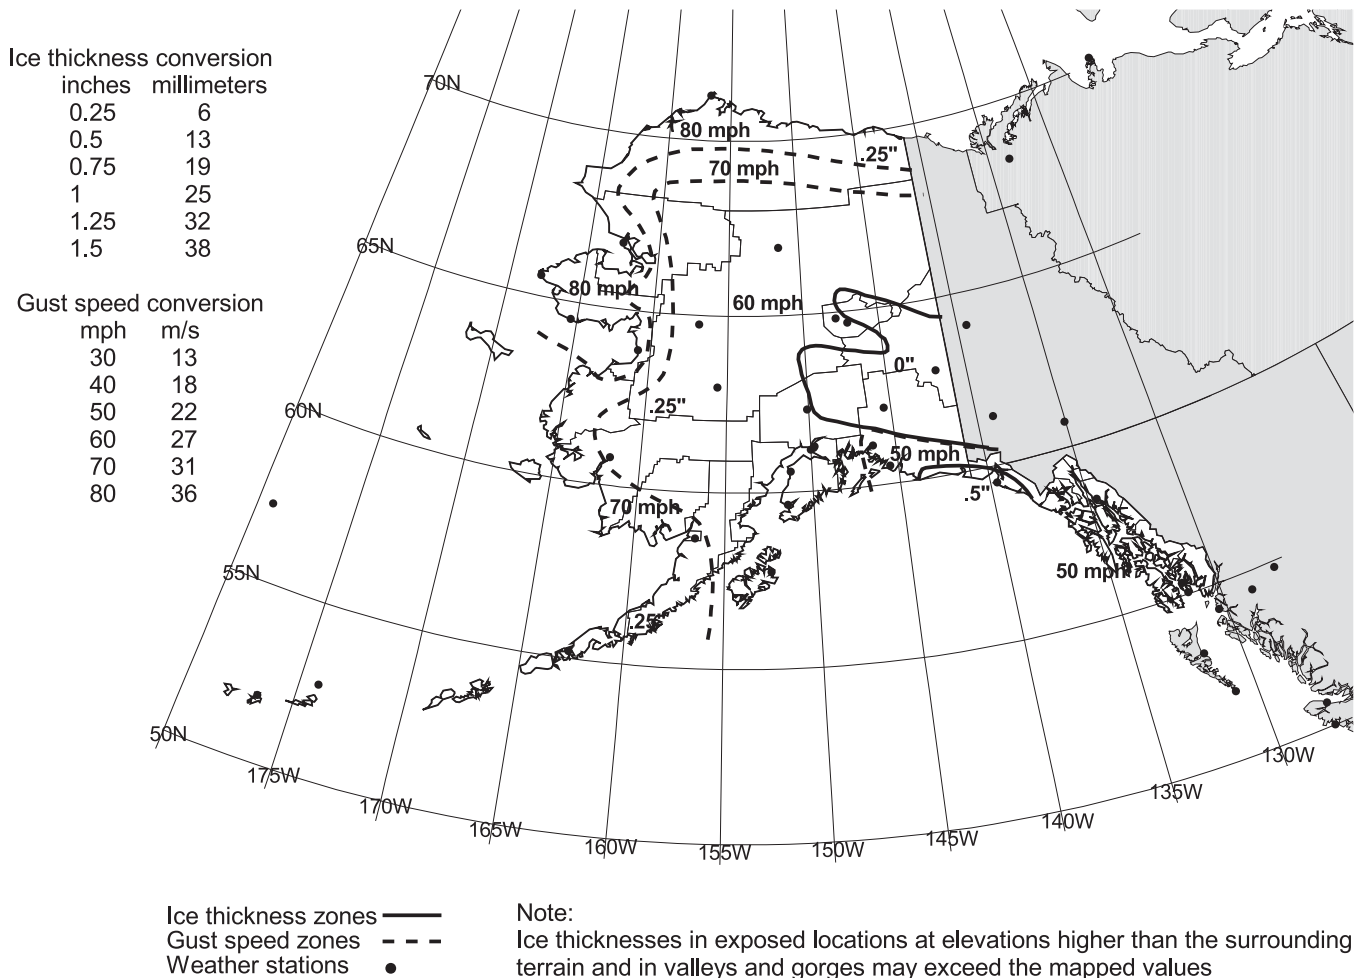 Ice thickness conversion
inches millimeters
0.25 6
0.5 13
0.75 19
1 25
1.25 32
1.5 38
Gust speed conversion
mph m/s
30 13
40 18
50 22
60 27
70 31
80 36
70N
65N
60N
55N
50N
80 mph
.25"
70 mph
80 mph
60 mph
0"
.25"
50 mph
.5"
70 mph
50 mph
.25"
175W
170W
165W
160W
155W
150W
145W
140W
135W
130W
Ice thickness zones
Gust speed zones
Weather stations
Note:
Ice thicknesses in exposed locations at elevations higher than the surrounding
terrain and in valleys and gorges may exceed the mapped values